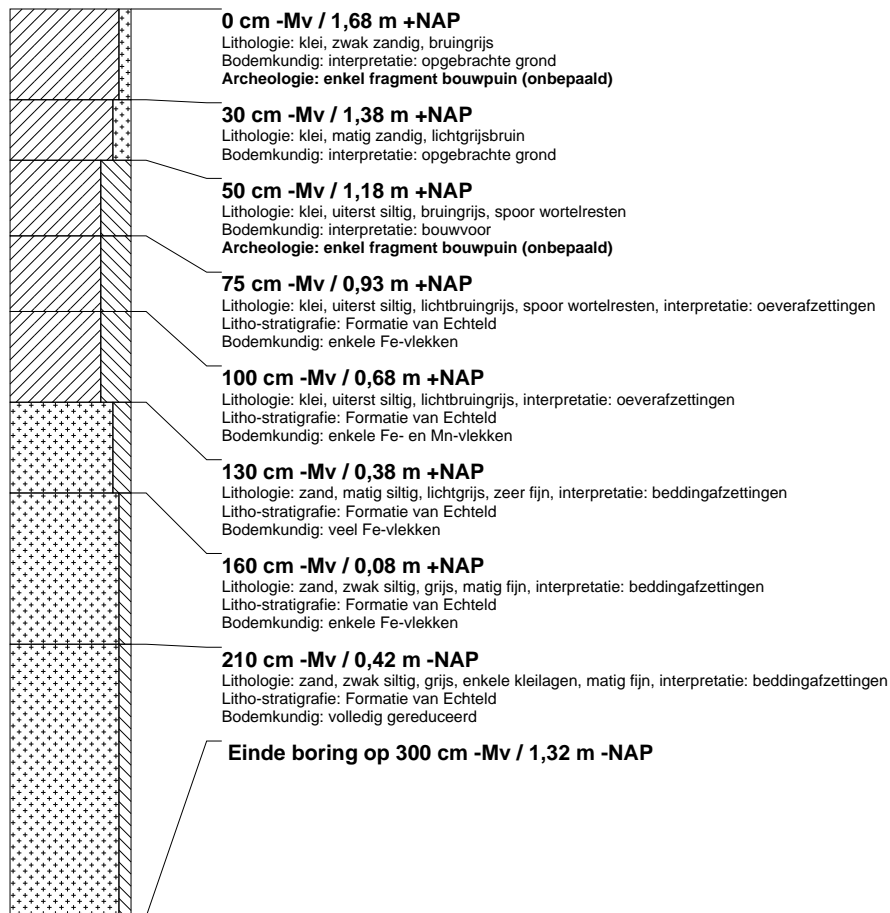 0 cm -Mv / 1,68 m +NAP
Lithologie: klei, zwak zandig, bruingrijs
Bodemkundig: interpretatie: opgebrachte grond
Archeologie: enkel fragment bouwpuin (onbepaald)
30 cm -Mv / 1,38 m +NAP
Lithologie: klei, matig zandig, lichtgrijsbruin
Bodemkundig: interpretatie: opgebrachte grond
50 cm -Mv / 1,18 m +NAP
Lithologie: klei, uiterst siltig, bruingrijs, spoor wortelresten
Bodemkundig: interpretatie: bouwvoor
Archeologie: enkel fragment bouwpuin (onbepaald)
75 cm -Mv / 0,93 m +NAP
Lithologie: klei, uiterst siltig, lichtbruingrijs, spoor wortelresten, interpretatie: oeverafzettingen
Litho-stratigrafie: Formatie van Echteld
Bodemkundig: enkele Fe-vlekken
100 cm -Mv / 0,68 m +NAP
Lithologie: klei, uiterst siltig, lichtbruingrijs, interpretatie: oeverafzettingen
Litho-stratigrafie: Formatie van Echteld
Bodemkundig: enkele Fe- en Mn-vlekken
130 cm -Mv / 0,38 m +NAP
Lithologie: zand, matig siltig, lichtgrijs, zeer fijn, interpretatie: beddingafzettingen
Litho-stratigrafie: Formatie van Echteld
Bodemkundig: veel Fe-vlekken
160 cm -Mv / 0,08 m +NAP
Lithologie: zand, zwak siltig, grijs, matig fijn, interpretatie: beddingafzettingen
Litho-stratigrafie: Formatie van Echteld
Bodemkundig: enkele Fe-vlekken
210 cm -Mv / 0,42 m -NAP
Lithologie: zand, zwak siltig, grijs, enkele kleilagen, matig fijn, interpretatie: beddingafzettingen
Litho-stratigrafie: Formatie van Echteld
Bodemkundig: volledig gereduceerd
Einde boring op 300 cm -Mv / 1,32 m -NAP